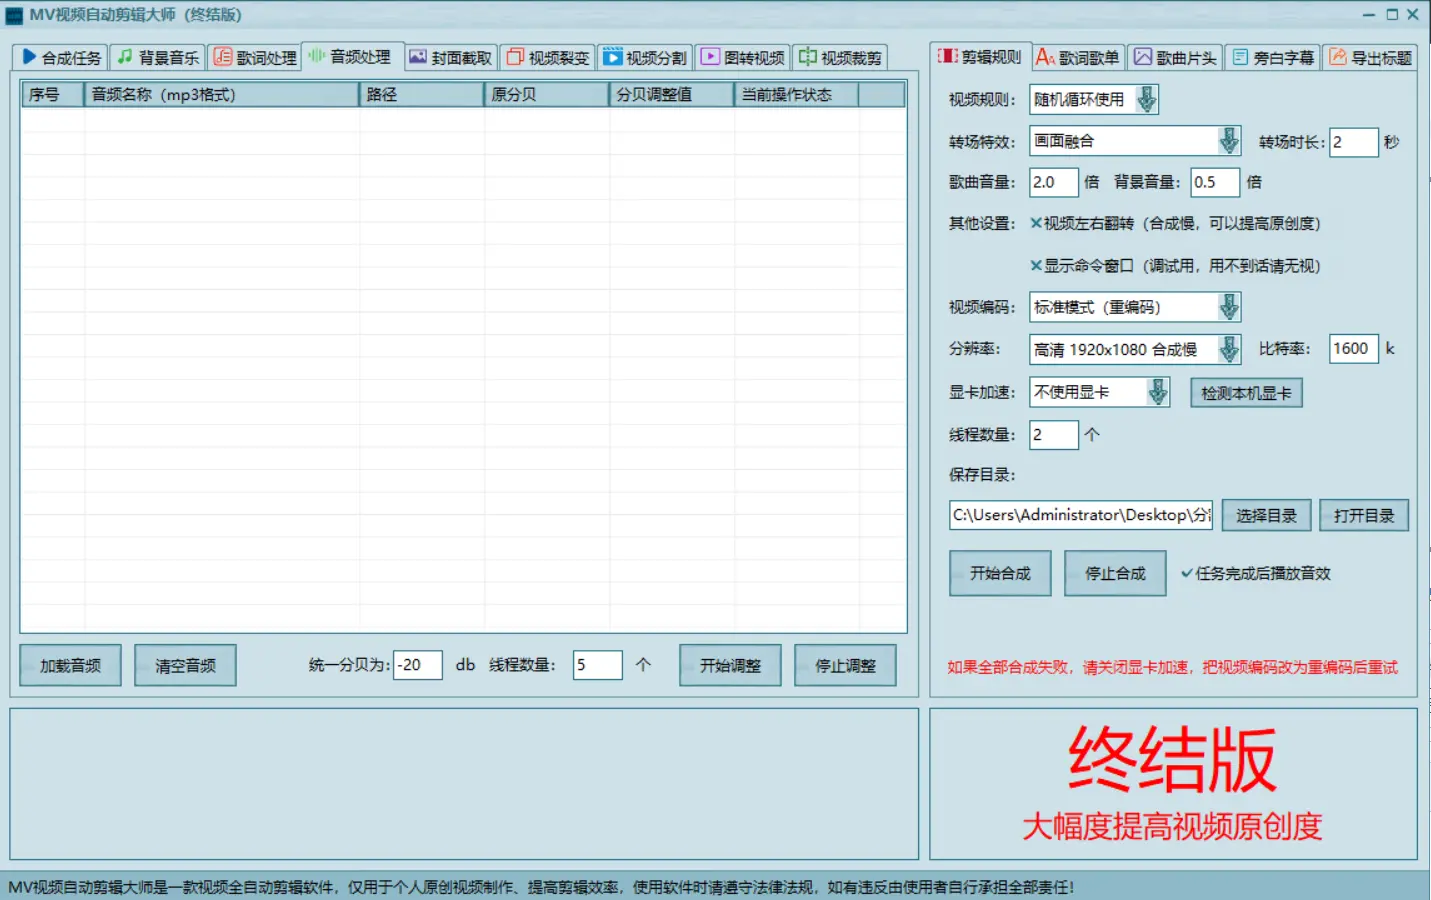 MV视频自动剪辑大师（终结版）
合成任务 背景音乐 歌词处理 音频处理 封面截取 视频裂变 视频分割 图转视频 视频裁剪
序号 音频名称（mp3格式） 路径 原分贝 分贝调整值 当前操作状态
加载音频 清空音频 统一分贝为: -20 db 线程数量: 5 个 开始调整 停止调整
剪辑规则 歌词歌单 歌曲片头 旁白字幕 导出标题
视频规则: 随机循环使用
转场特效: 画面融合 转场时长: 2 秒
歌曲音量: 2.0 倍 背景音量: 0.5 倍
其他设置: 视频左右翻转（合成慢，可以提高原创度）
显示命令窗口（调试用，用不到话请无视）
视频编码: 标准模式（重编码）
分辨率: 高清 1920x1080 合成慢 比特率: 1600 k
显卡加速: 不使用显卡 检测本机显卡
线程数量: 2 个
保存目录:
C:\Users\Administrator\Desktop\分 选择目录 打开目录
开始合成 停止合成 任务完成后播放音效
如果全部合成失败，请关闭显卡加速，把视频编码改为重编码后重试
终结版
大幅度提高视频原创度
MV视频自动剪辑大师是一款视频全自动剪辑软件，仅用于个人原创视频制作、提高剪辑效率，使用软件时请遵守法律法规，如有违反由使用者自行承担全部责任！